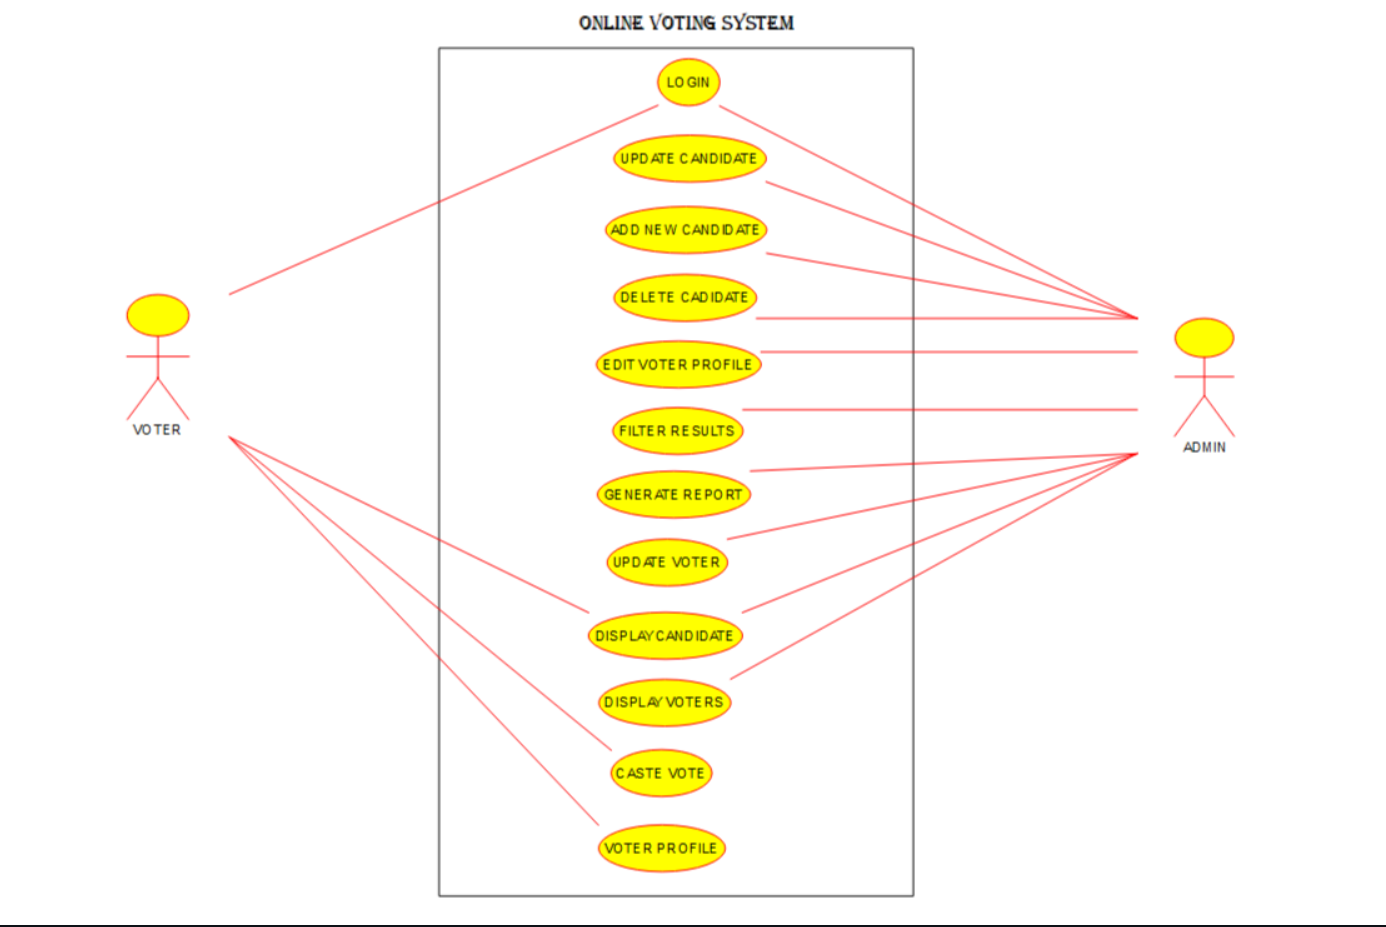 ONLINE VOTING SYSTEM
LOGIN
UPDATE CANDIDATE
ADD NEW CANDIDATE
DELETE CADIDATE
EDIT VOTER PROFILE
FILTER RESULTS
VOTER
ADMIN
GENERATE REPORT
UPDATE VOTER
DISPLAY CANDIDATE
DISPLAY VOTERS
CASTE VOTE
VOTER PROFILE